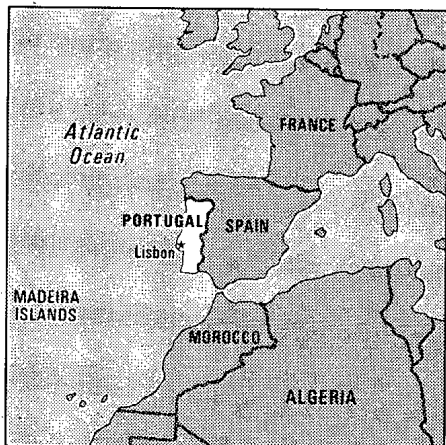 FRANCE
Atlantic
Ocean
PORTUGAL
SPAIN
Lisbon
MADEIRA
ISLANDS
MOROCCO
ALGERIA